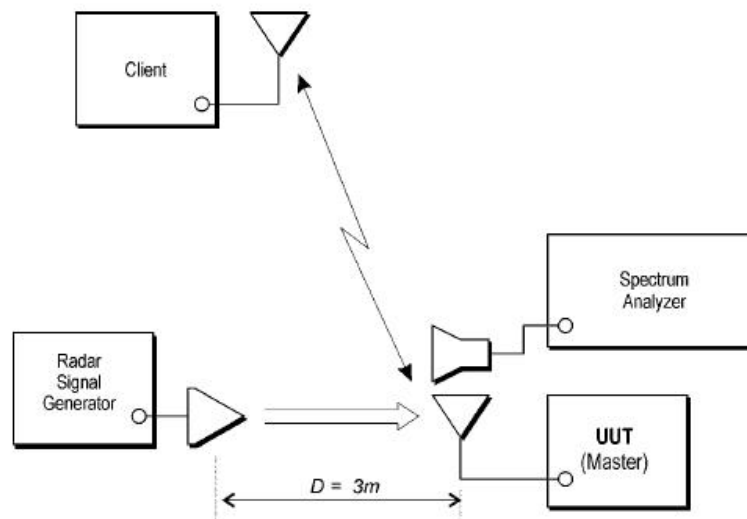 Client
Spectrum
Analyzer
Radar
Signal
Generator
UUT
(Master)
D = 3m